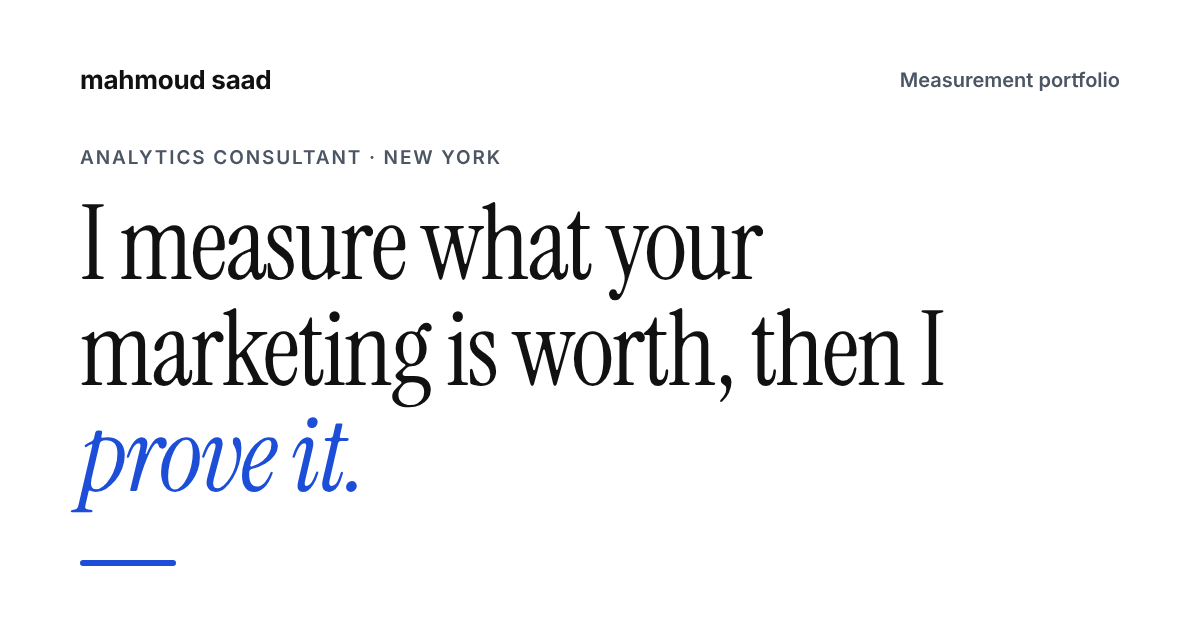 mahmoud saad
Measurement portfolio
ANALYTICS CONSULTANT · NEW YORK
I measure what your
marketing is worth, then I
prove it.